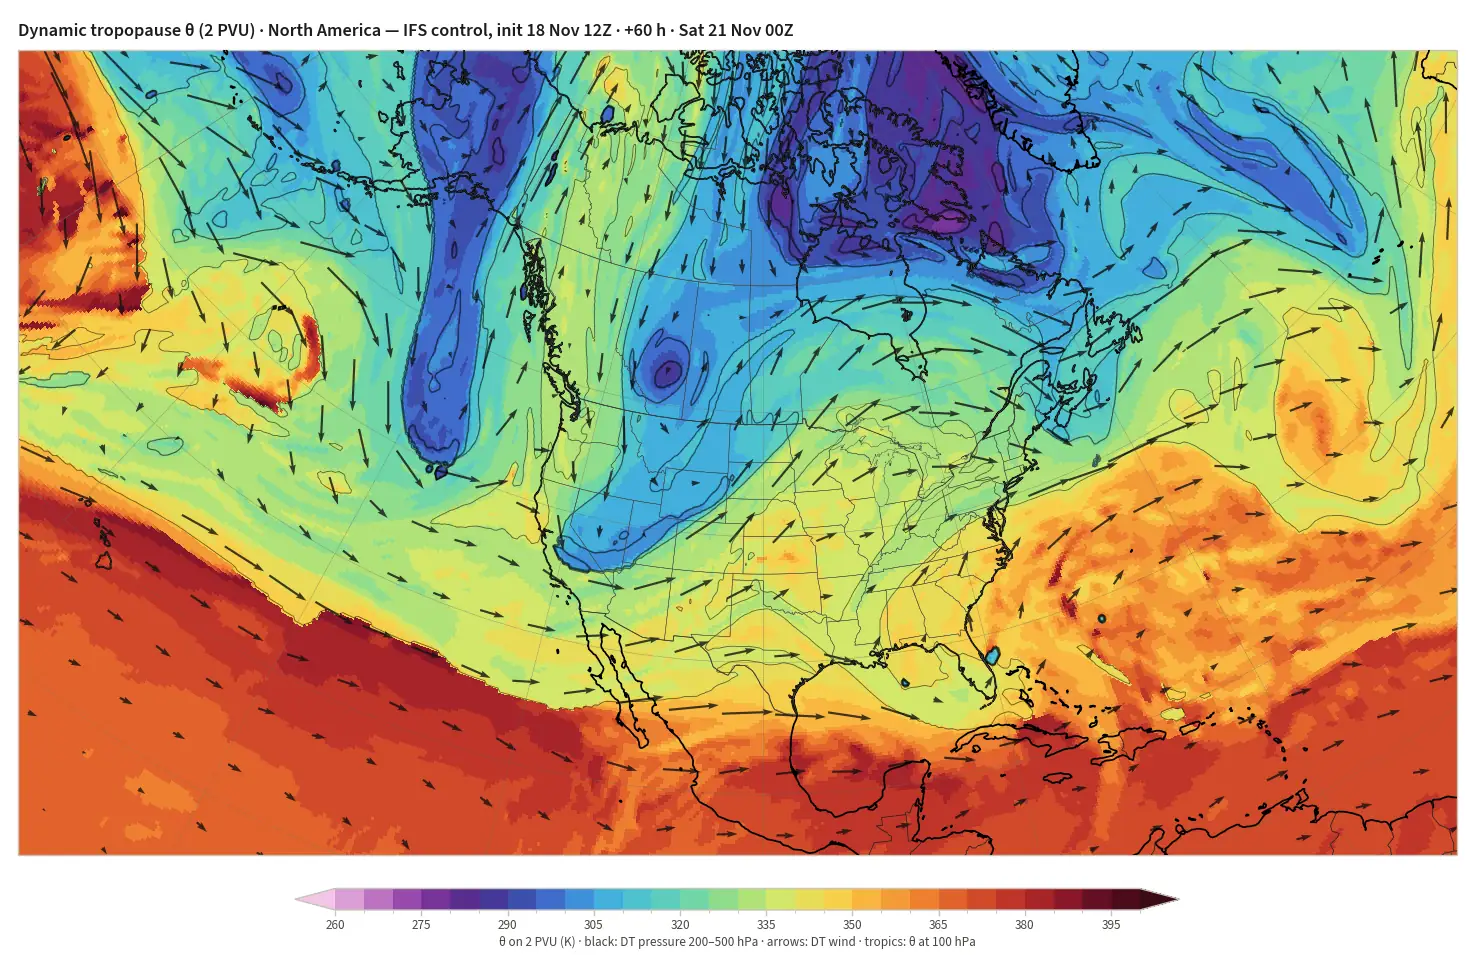 Dynamic tropopause θ (2 PVU) · North America — IFS control, init 18 Nov 12Z · +60 h · Sat 21 Nov 00Z
260 275 290 305 320 335 350 365 380 395
θ on 2 PVU (K) · black: DT pressure 200–500 hPa · arrows: DT wind · tropics: θ at 100 hPa